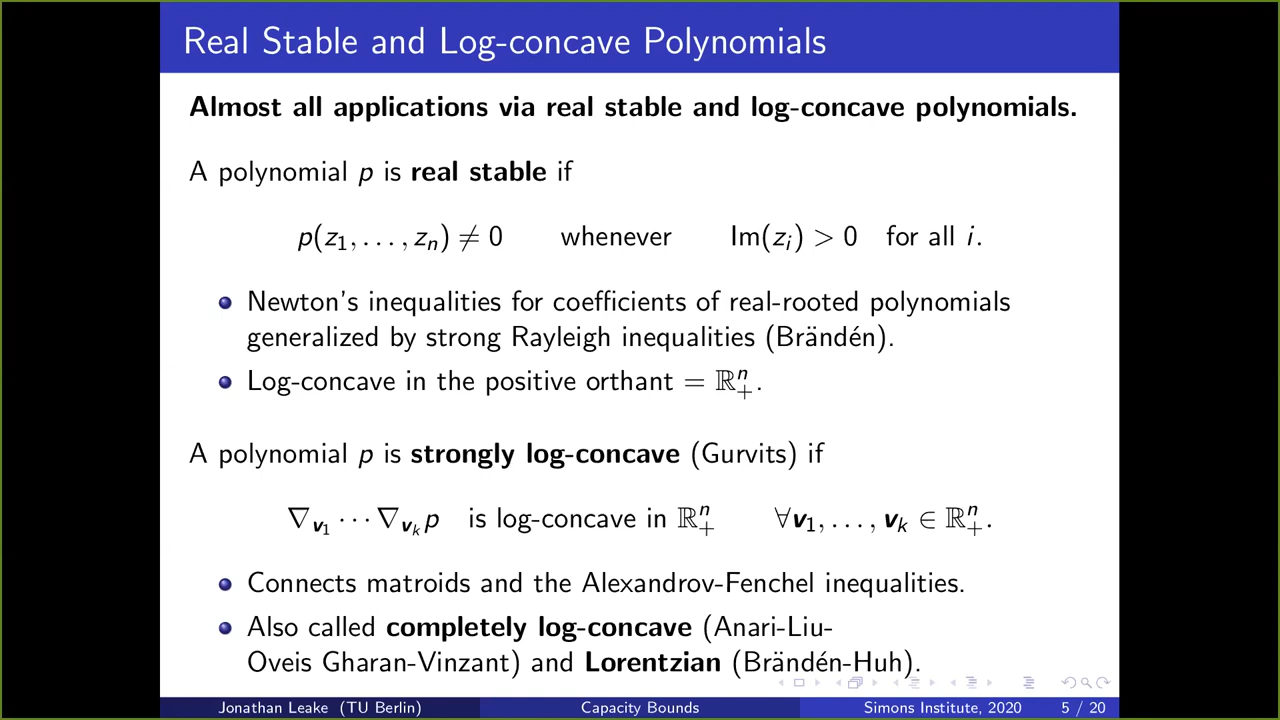 Real Stable and Log-concave Polynomials
Almost all applications via real stable and log-concave polynomials.
A polynomial p is real stable if
p(z₁, . . . , zₙ) ≠ 0 whenever Im(zᵢ) > 0 for all i.
Newton's inequalities for coefficients of real-rooted polynomials
generalized by strong Rayleigh inequalities (Brändén).
Log-concave in the positive orthant = ℝⁿ₊.
A polynomial p is strongly log-concave (Gurvits) if
∇ᵥ₁ · · · ∇ᵥₖ p is log-concave in ℝⁿ₊ ∀v₁, . . . , vₖ ∈ ℝⁿ₊.
Connects matroids and the Alexandrov-Fenchel inequalities.
Also called completely log-concave (Anari-Liu-
Oveis Gharan-Vinzant) and Lorentzian (Brändén-Huh).
Jonathan Leake (TU Berlin) Capacity Bounds Simons Institute, 2020 5 / 20